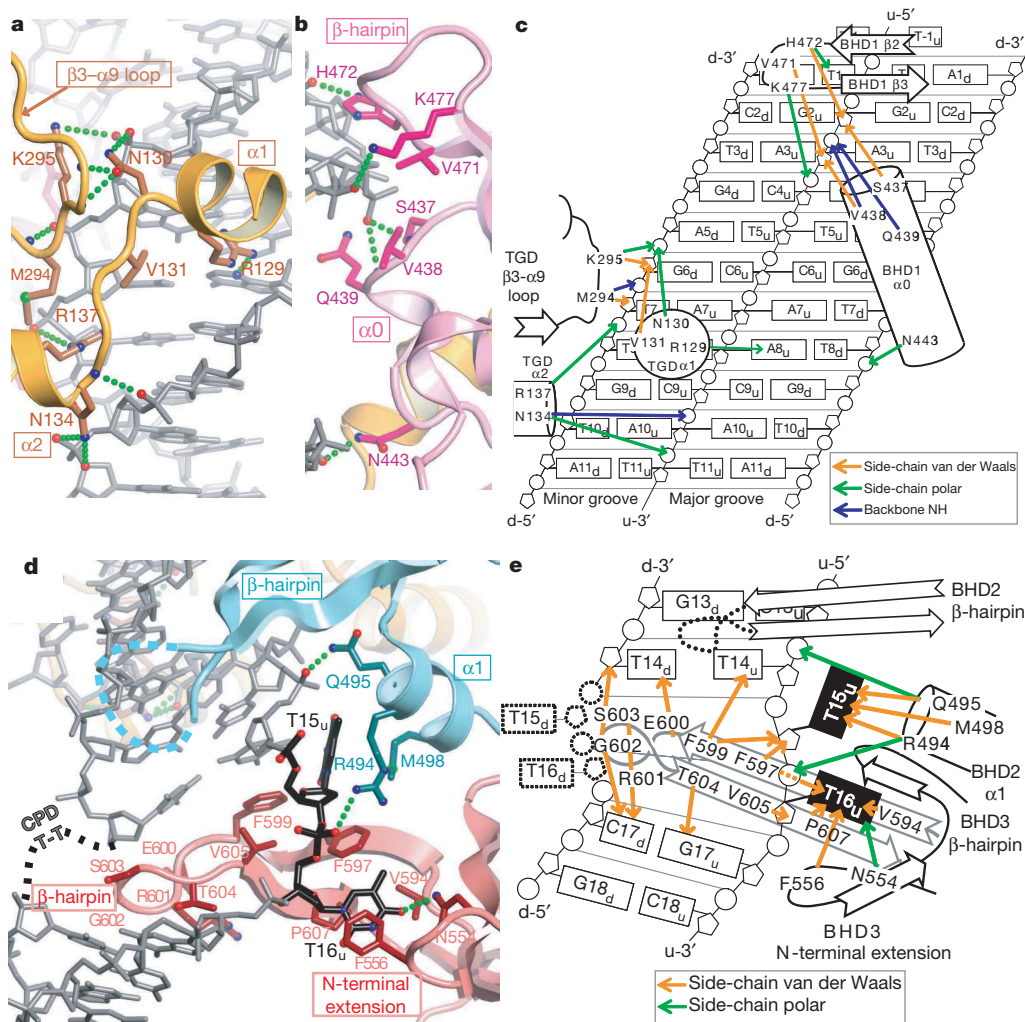 a
β3–α9 loop
K295
N130
α1
M294
V131
R129
R137
N134
α2
b
β-hairpin
H472
K477
V471
S437
V438
Q439
α0
N443
c
u-5′
d-3′
H472
BHD1 β2
T-1u
d-3′
V471
T1
BHD1 β3
A1d
K477
C2d
G2u
G2u
C2d
T3d
A3u
A3u
T3d
G4d
C4u
S437
V438
A5d
T5u
T5u
Q439
TGD
β3-α9
loop
K295
G6d
C6u
C6u
G6d
BHD1
α0
M294
T7
A7u
A7u
T7d
N130
V131
R129
A8u
T8d
TGDα1
N443
TGD
α2
R137
G9d
C9u
C9u
G9d
N134
T10d
A10u
A10u
T10d
A11d
T11u
T11u
A11d
Minor groove
Major groove
d-5′
u-3′
d-5′
Side-chain van der Waals
Side-chain polar
Backbone NH
d
β-hairpin
α1
Q495
T15u
R494
M498
CPD
T-T
F599
E600
V605
F597
S603
β-hairpin
R601
T604
V594
G602
P607
N554
T16u
F556
N-terminal
extension
e
u-5′
d-3′
G13d
BHD2
β-hairpin
T14d
T14u
T15d
S603
E600
T15u
Q495
M498
F599
R494
G602
F597
T16d
R601
T604
T16u
BHD2
α1
V605
V594
P607
BHD3
β-hairpin
C17d
G17u
F556
N554
G18d
C18u
d-5′
BHD3
N-terminal extension
u-3′
Side-chain van der Waals
Side-chain polar